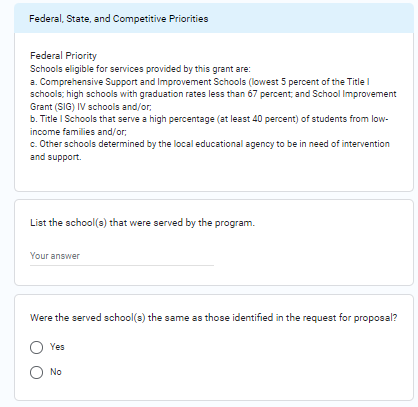 Federal, State, and Competitive Priorities
Federal Priority
Schools eligible for services provided by this grant are:
a. Comprehensive Support and Improvement Schools (lowest 5 percent of the Title I
schools; high schools with graduation rates less than 67 percent; and School Improvement
Grant (SIG) IV schools and/or;
b. Title I Schools that serve a high percentage (at least 40 percent) of students from low-
income families and/or;
c. Other schools determined by the local educational agency to be in need of intervention
and support.
List the school(s) that were served by the program.
Your answer
Were the served school(s) the same as those identified in the request for proposal?
Yes
No